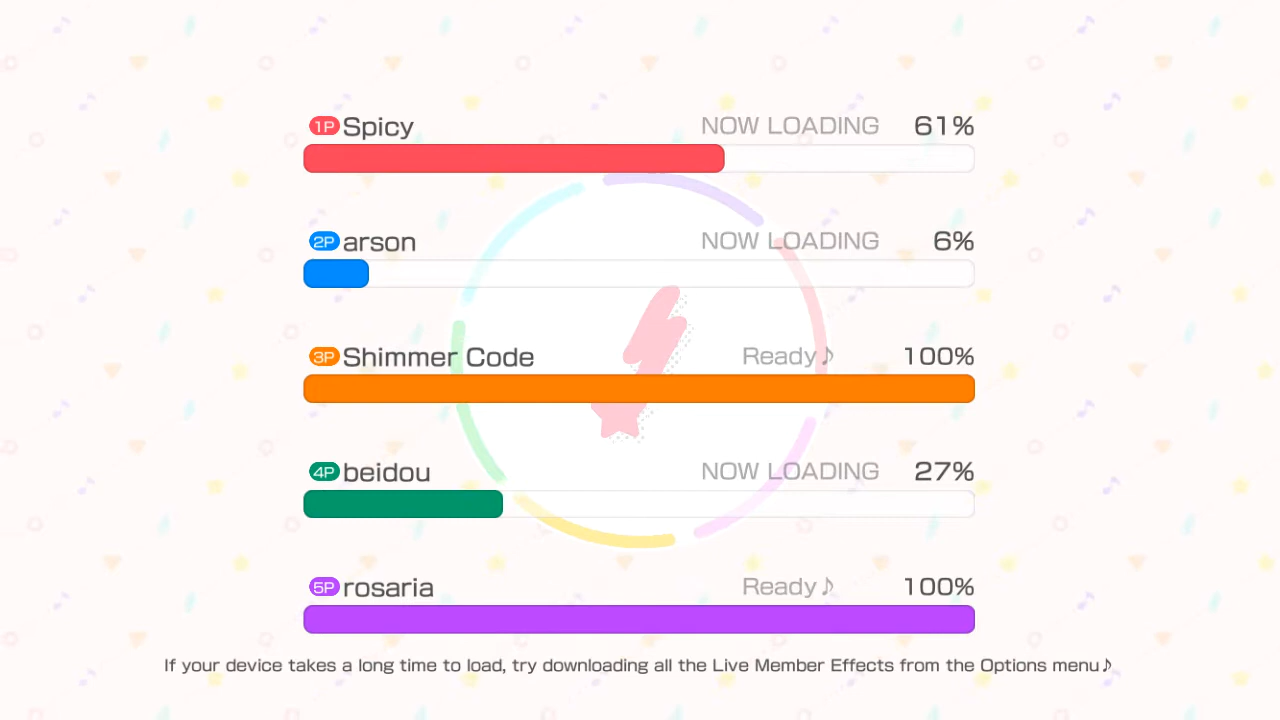 1P Spicy NOW LOADING 61%
2P arson NOW LOADING 6%
3P Shimmer Code Ready♪ 100%
4P beidou NOW LOADING 27%
5P rosaria Ready♪ 100%
If your device takes a long time to load, try downloading all the Live Member Effects from the Options menu♪